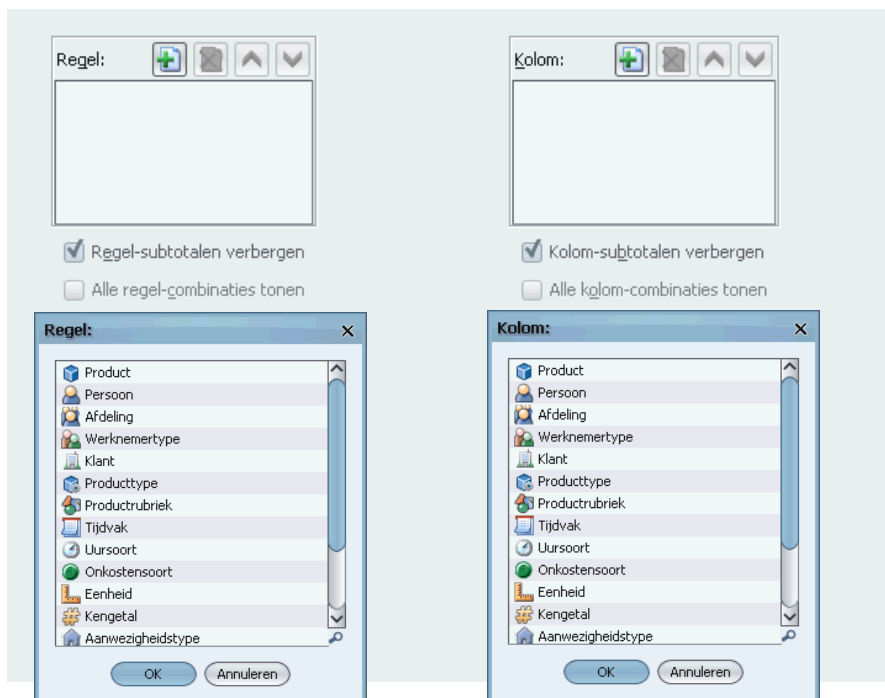 Regel:
Kolom:
Regel-subtotalen verbergen
Kolom-subtotalen verbergen
Alle regel-combinaties tonen
Alle kolom-combinaties tonen
Regel:
Product
Persoon
Afdeling
Werknemertype
Klant
Producttype
Productrubriek
Tijdvak
Uursoort
Onkostensoort
Eenheid
Kengetal
Aanwezigheidstype
OK
Annuleren
Kolom:
Product
Persoon
Afdeling
Werknemertype
Klant
Producttype
Productrubriek
Tijdvak
Uursoort
Onkostensoort
Eenheid
Kengetal
Aanwezigheidstype
OK
Annuleren